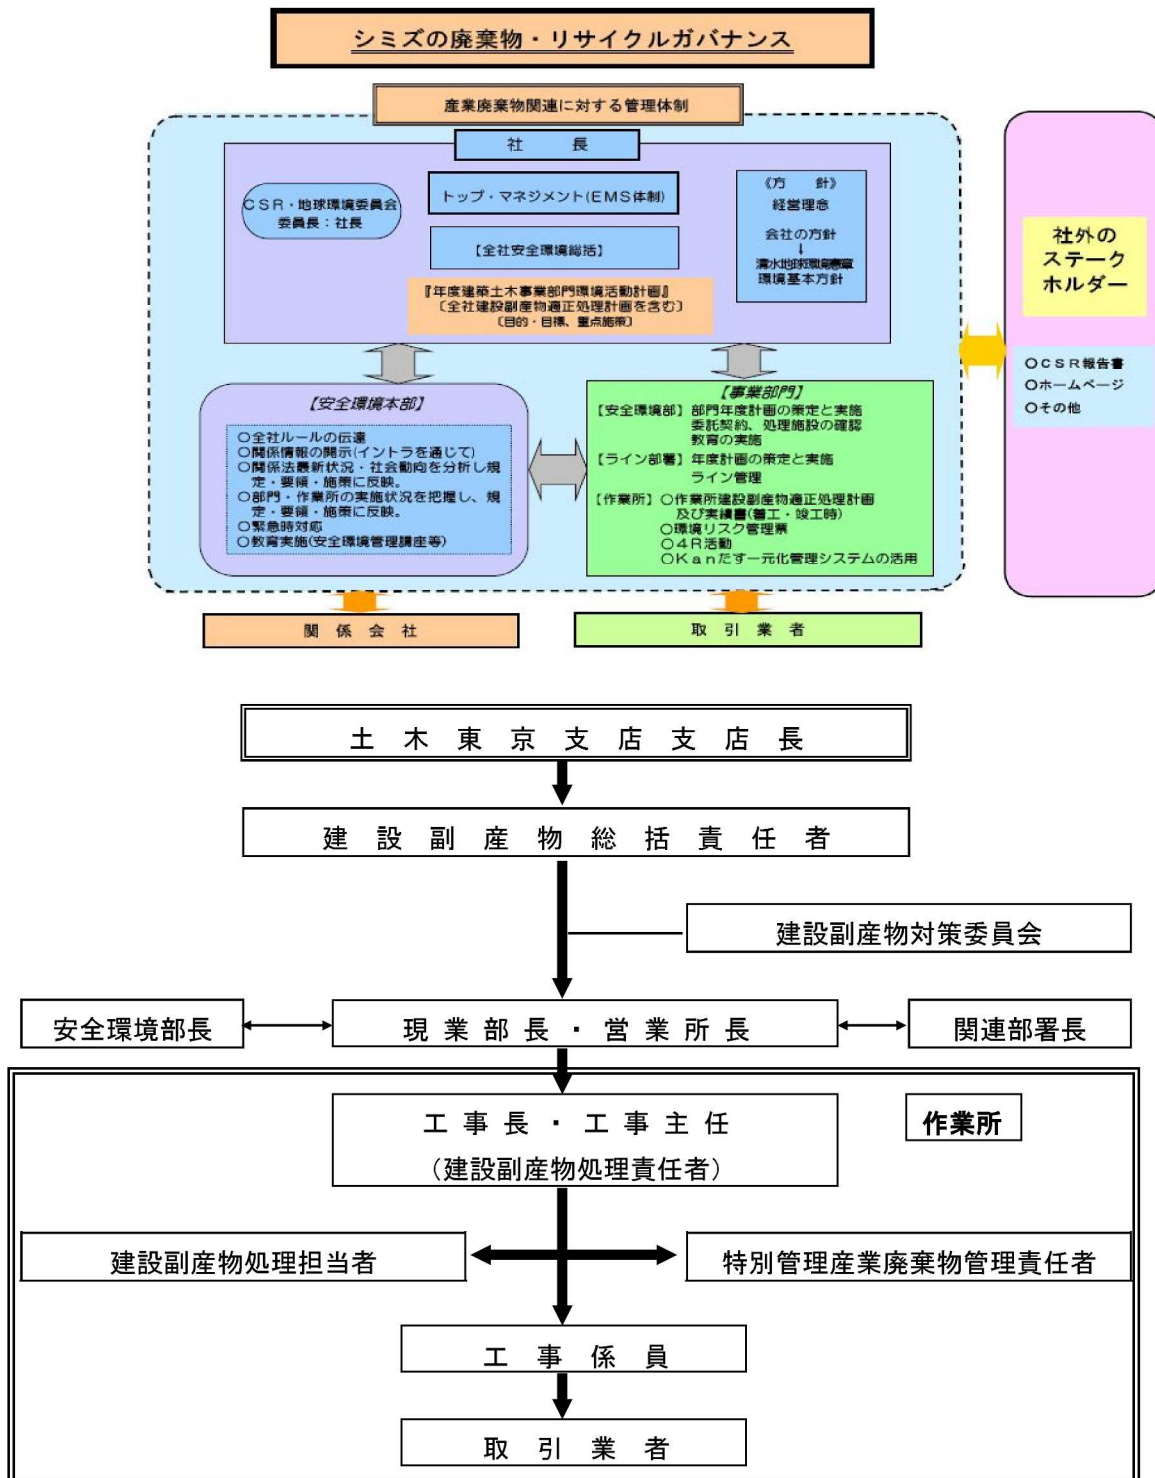 シミズの廃棄物・リサイクルガバナンス
産業廃棄物関連に対する管理体制
社　長
CSR・地球環境委員会
委員長：社長
トップ・マネジメント(EMS体制)
【全社安全環境総括】
『年度建築土木事業部門環境活動計画』
〔全社建設副産物適正処理計画を含む〕
〔目的・目標、重点施策〕
《方　針》
経営理念
会社の方針
↓
清水地球環境憲章
環境基本方針
社外の
ステーク
ホルダー
○CSR報告書
○ホームページ
○その他
【安全環境本部】
○全社ルールの伝達
○関係情報の開示(イントラを通じて)
○関係法最新状況・社会動向を分析し規
定・要領・施策に反映。
○部門・作業所の実施状況を把握し、規
定・要領・施策に反映。
○緊急時対応
○教育実施(安全環境管理講座等)
【事業部門】
【安全環境部】部門年度計画の策定と実施
委託契約、処理施設の確認
教育の実施
【ライン部署】年度計画の策定と実施
ライン管理
【作業所】○作業所建設副産物適正処理計画
及び実績書(着工・竣工時)
○環境リスク管理票
○4R活動
○Kanたす一元化管理システムの活用
関係会社
取引業者
土木東京支店支店長
建設副産物総括責任者
建設副産物対策委員会
安全環境部長
現業部長・営業所長
関連部署長
工事長・工事主任
（建設副産物処理責任者）
作業所
建設副産物処理担当者
特別管理産業廃棄物管理責任者
工事係員
取引業者